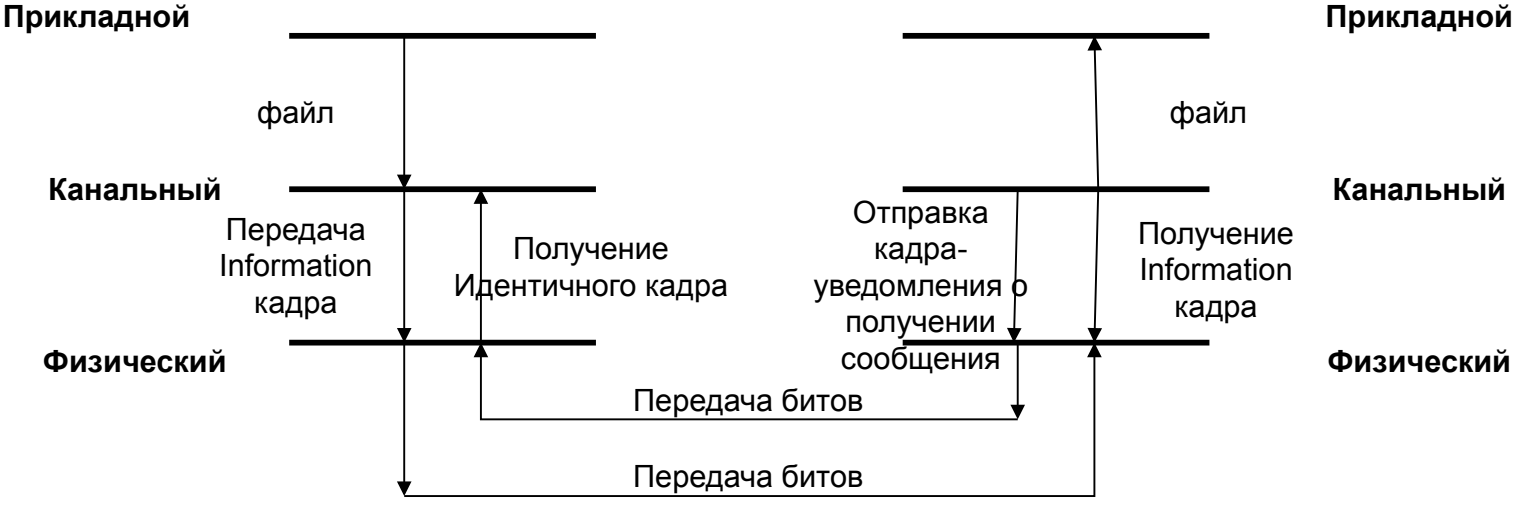 Прикладной
Прикладной
файл
файл
Канальный
Канальный
Передача
Information
кадра
Получение
Идентичного кадра
Отправка
кадра-
уведомления о
получении
сообщения
Получение
Information
кадра
Физический
Физический
Передача битов
Передача битов